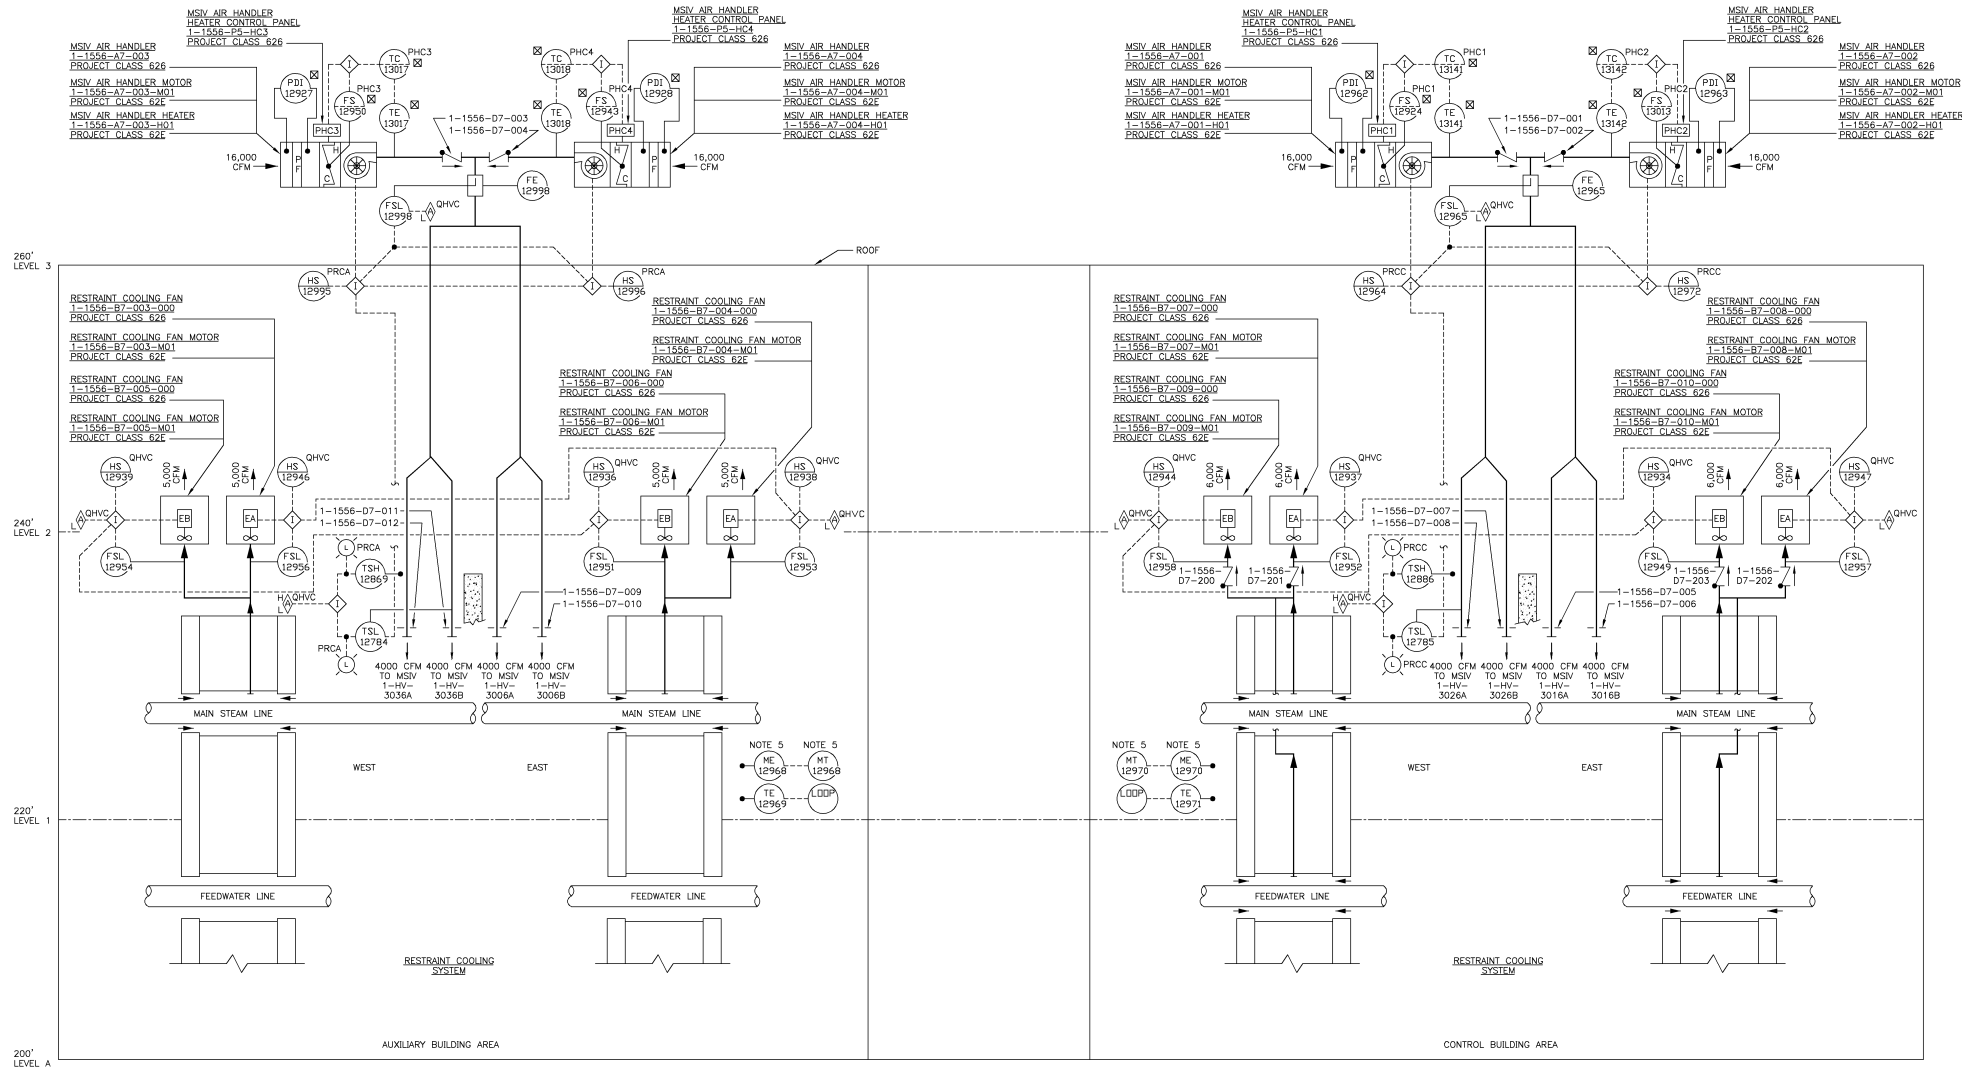 MSIV AIR HANDLER
HEATER CONTROL PANEL
1-1556-P5-HC3
PROJECT CLASS 626
MSIV AIR HANDLER
HEATER CONTROL PANEL
1-1556-P5-HC4
PROJECT CLASS 626
MSIV AIR HANDLER
1-1556-A7-003
PROJECT CLASS 626
MSIV AIR HANDLER MOTOR
1-1556-A7-003-M01
PROJECT CLASS 62E
MSIV AIR HANDLER HEATER
1-1556-A7-003-H01
PROJECT CLASS 62E
MSIV AIR HANDLER
1-1556-A7-004
PROJECT CLASS 626
MSIV AIR HANDLER MOTOR
1-1556-A7-004-M01
PROJECT CLASS 62E
MSIV AIR HANDLER HEATER
1-1556-A7-004-H01
PROJECT CLASS 62E
PDI
12927
I
PHC3
FS
12950
PHC3
TC
13017
TE
13017
PHC3
PHC4
TC
13018
TE
13018
I
FS
12943
PHC4
PHC4
PDI
12928
1-1556-D7-003
1-1556-D7-004
16,000
CFM
P
F
H
C
H
C
P
F
16,000
CFM
FE
12998
FSL
12998
A
L
QHVC
MSIV AIR HANDLER
HEATER CONTROL PANEL
1-1556-P5-HC1
PROJECT CLASS 626
MSIV AIR HANDLER
HEATER CONTROL PANEL
1-1556-P5-HC2
PROJECT CLASS 626
MSIV AIR HANDLER
1-1556-A7-001
PROJECT CLASS 626
MSIV AIR HANDLER MOTOR
1-1556-A7-001-M01
PROJECT CLASS 62E
MSIV AIR HANDLER HEATER
1-1556-A7-001-H01
PROJECT CLASS 62E
MSIV AIR HANDLER
1-1556-A7-002
PROJECT CLASS 626
MSIV AIR HANDLER MOTOR
1-1556-A7-002-M01
PROJECT CLASS 62E
MSIV AIR HANDLER HEATER
1-1556-A7-002-H01
PROJECT CLASS 62E
PDI
12962
I
PHC1
FS
12924
PHC1
TC
13141
TE
13141
PHC1
PHC2
TC
13142
TE
13142
I
FS
13013
PHC2
PHC2
PDI
12963
1-1556-D7-001
1-1556-D7-002
16,000
CFM
P
F
H
C
H
C
P
F
16,000
CFM
FE
12965
FSL
12965
A
L
QHVC
ROOF
260'
LEVEL 3
HS
12995
PRCA
I
I
PRCA
HS
12996
HS
12964
PRCC
I
I
PRCC
HS
12972
RESTRAINT COOLING FAN
1-1556-B7-003-000
PROJECT CLASS 626
RESTRAINT COOLING FAN MOTOR
1-1556-B7-003-M01
PROJECT CLASS 62E
RESTRAINT COOLING FAN
1-1556-B7-005-000
PROJECT CLASS 626
RESTRAINT COOLING FAN MOTOR
1-1556-B7-005-M01
PROJECT CLASS 62E
RESTRAINT COOLING FAN
1-1556-B7-004-000
PROJECT CLASS 626
RESTRAINT COOLING FAN MOTOR
1-1556-B7-004-M01
PROJECT CLASS 62E
RESTRAINT COOLING FAN
1-1556-B7-006-000
PROJECT CLASS 626
RESTRAINT COOLING FAN MOTOR
1-1556-B7-006-M01
PROJECT CLASS 62E
RESTRAINT COOLING FAN
1-1556-B7-007-000
PROJECT CLASS 626
RESTRAINT COOLING FAN MOTOR
1-1556-B7-007-M01
PROJECT CLASS 62E
RESTRAINT COOLING FAN
1-1556-B7-009-000
PROJECT CLASS 626
RESTRAINT COOLING FAN MOTOR
1-1556-B7-009-M01
PROJECT CLASS 62E
RESTRAINT COOLING FAN
1-1556-B7-008-000
PROJECT CLASS 626
RESTRAINT COOLING FAN MOTOR
1-1556-B7-008-M01
PROJECT CLASS 62E
RESTRAINT COOLING FAN
1-1556-B7-010-000
PROJECT CLASS 626
RESTRAINT COOLING FAN MOTOR
1-1556-B7-010-M01
PROJECT CLASS 62E
240'
LEVEL 2
HS
12939
QHVC
5,000
CFM
5,000
CFM
HS
12946
QHVC
A
L
QHVC
I
EB
EA
I
FSL
12954
FSL
12956
1-1556-D7-011
1-1556-D7-012
L
PRCA
TSH
12869
H
A
L
QHVC
I
TSL
12784
PRCA
L
1-1556-D7-009
1-1556-D7-010
HS
12936
QHVC
5,000
CFM
5,000
CFM
HS
12938
QHVC
I
EB
EA
I
A
L
QHVC
FSL
12951
FSL
12953
4000 CFM
TO MSIV
1-HV-
3036A
4000 CFM
TO MSIV
1-HV-
3036B
4000 CFM
TO MSIV
1-HV-
3006A
4000 CFM
TO MSIV
1-HV-
3006B
HS
12944
QHVC
6,000
CFM
6,000
CFM
HS
12937
QHVC
A
L
QHVC
I
EB
EA
I
FSL
12958
FSL
12952
1-1556-
D7-200
1-1556-
D7-201
1-1556-D7-007
1-1556-D7-008
PRCC
L
TSH
12886
H
A
L
QHVC
I
TSL
12785
L
PRCC
1-1556-D7-005
1-1556-D7-006
HS
12934
QHVC
6,000
CFM
6,000
CFM
HS
12947
QHVC
I
EB
EA
I
A
L
QHVC
FSL
12949
FSL
12957
1-1556-
D7-203
1-1556-
D7-202
4000 CFM
TO MSIV
1-HV-
3026A
4000 CFM
TO MSIV
1-HV-
3026B
4000 CFM
TO MSIV
1-HV-
3016A
4000 CFM
TO MSIV
1-HV-
3016B
MAIN STEAM LINE
MAIN STEAM LINE
MAIN STEAM LINE
MAIN STEAM LINE
WEST
EAST
NOTE 5
NOTE 5
ME
12968
MT
12968
TE
12969
LOOP
NOTE 5
NOTE 5
MT
12970
ME
12970
LOOP
TE
12971
WEST
EAST
220'
LEVEL 1
FEEDWATER LINE
FEEDWATER LINE
FEEDWATER LINE
FEEDWATER LINE
RESTRAINT COOLING
SYSTEM
RESTRAINT COOLING
SYSTEM
AUXILIARY BUILDING AREA
CONTROL BUILDING AREA
200'
LEVEL A